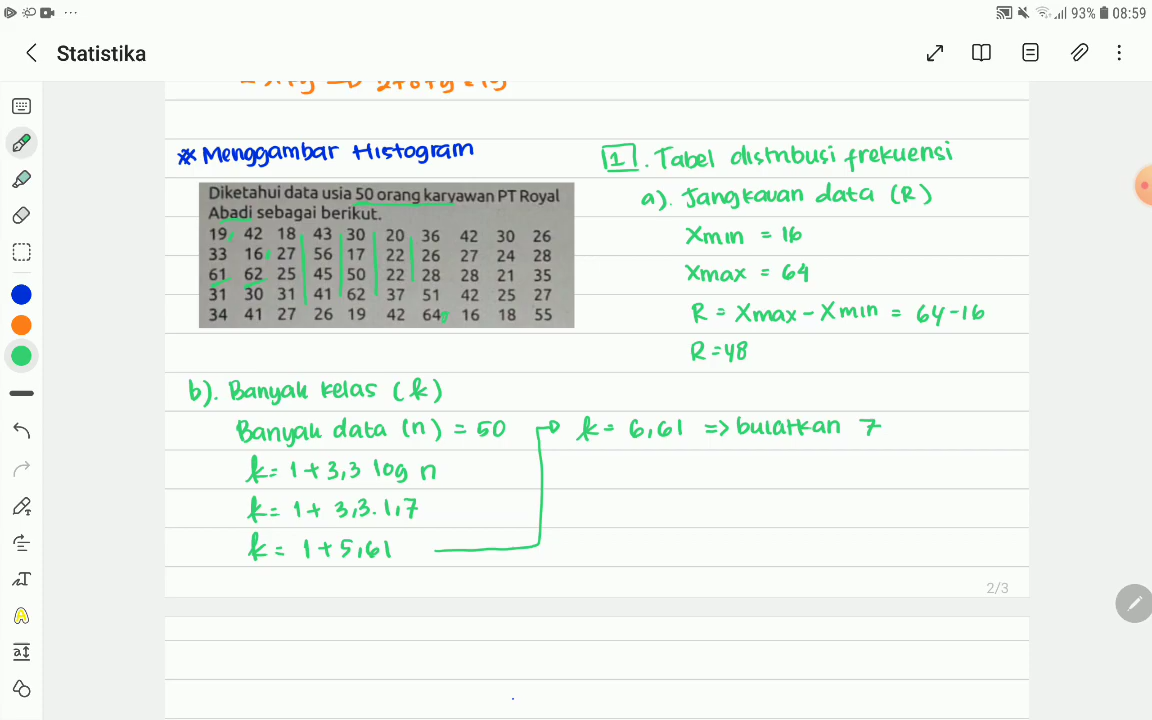 93% 08:59
Statistika
** Menggambar Histogram
Diketahui data usia 50 orang karyawan PT Royal
Abadi sebagai berikut.
19 42 18 43 30 20 36 42 30 26
33 16 27 56 17 22 26 27 24 28
61 62 25 45 50 22 28 28 21 35
31 30 31 41 62 37 51 42 25 27
34 41 27 26 19 42 64 16 18 55
1. Tabel distribusi frekuensi
a). Jangkauan data (R)
Xmin = 16
Xmax = 64
R = Xmax - Xmin = 64-16
R = 48
b). Banyak kelas (k)
Banyak data (n) = 50
k = 1 + 3,3 log n
k = 1 + 3,3. 1,7
k = 1 + 5,61
k = 6,61 => bulatkan 7
2/3